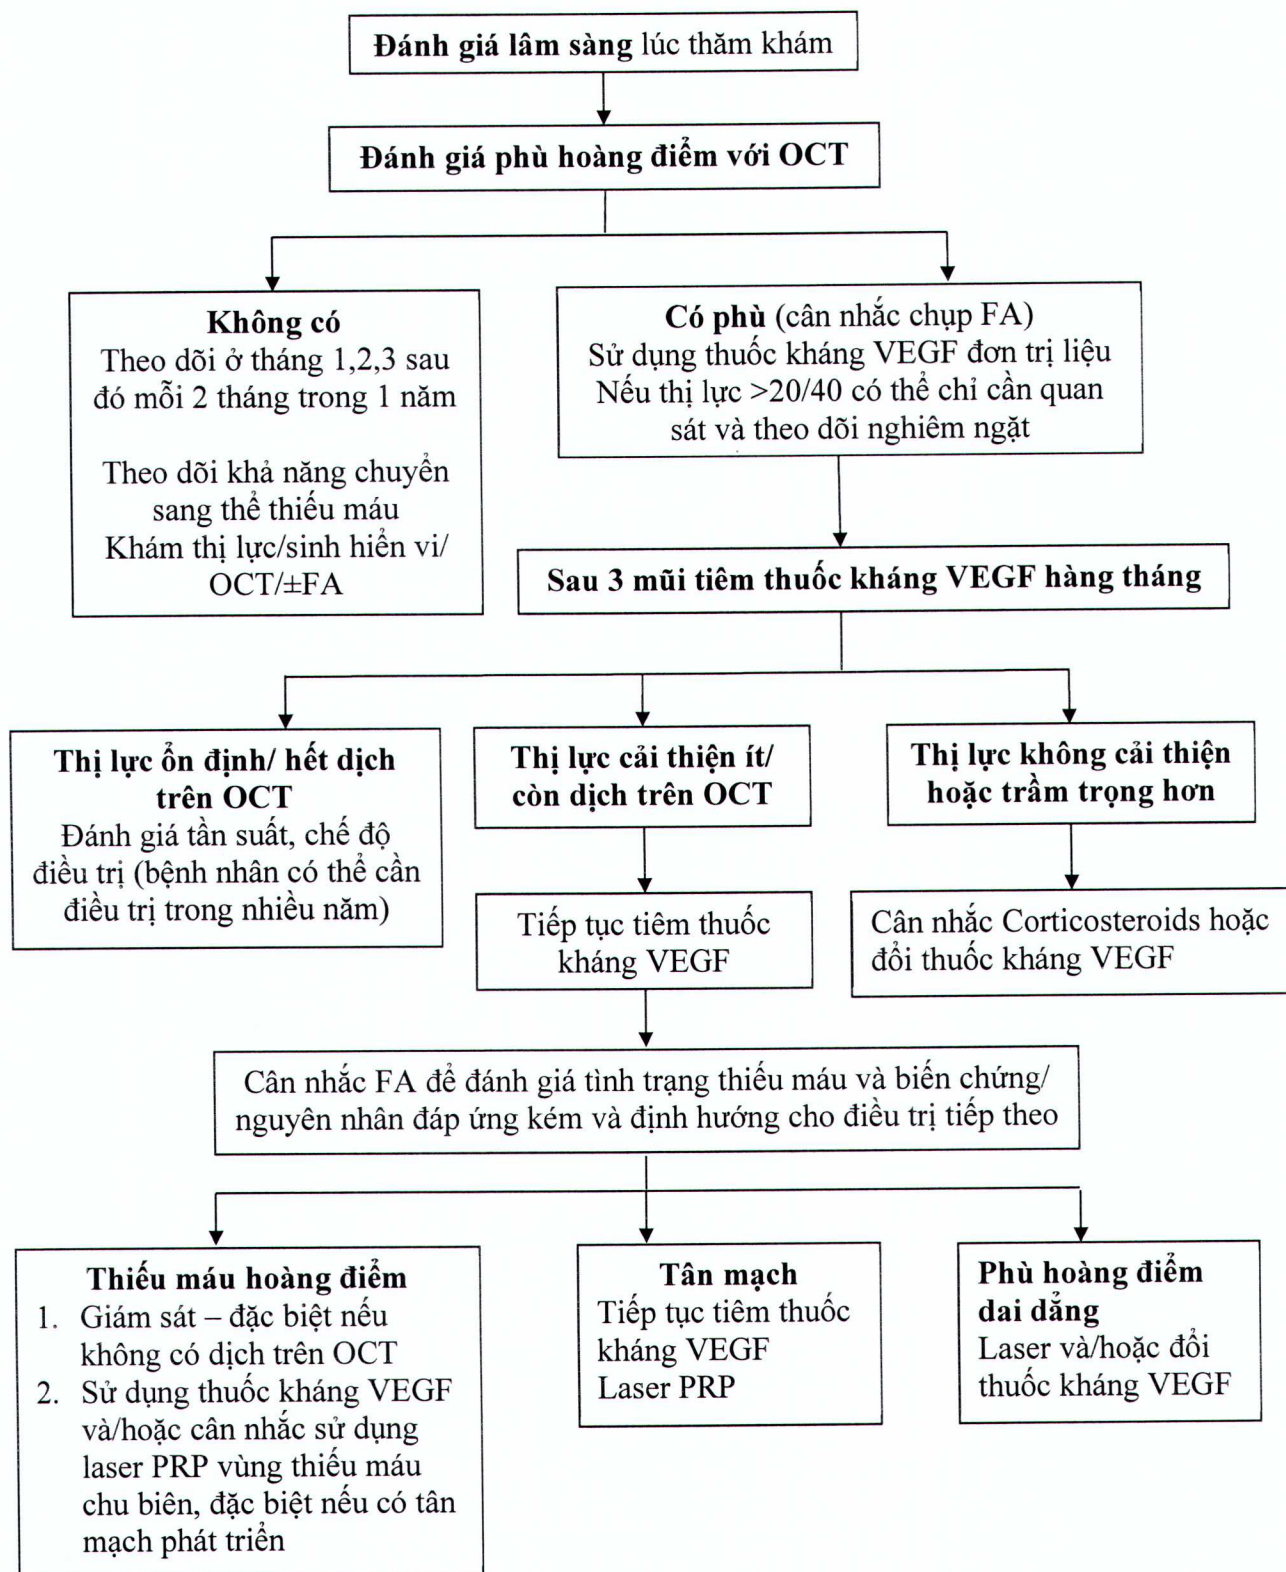 Đánh giá lâm sàng lúc thăm khám
Đánh giá phù hoàng điểm với OCT
Không có
Theo dõi ở tháng 1,2,3 sau
đó mỗi 2 tháng trong 1 năm
Theo dõi khả năng chuyển
sang thể thiếu máu
Khám thị lực/sinh hiển vi/
OCT/±FA
Có phù (cân nhắc chụp FA)
Sử dụng thuốc kháng VEGF đơn trị liệu
Nếu thị lực >20/40 có thể chỉ cần quan
sát và theo dõi nghiêm ngặt
Sau 3 mũi tiêm thuốc kháng VEGF hàng tháng
Thị lực ổn định/ hết dịch
trên OCT
Đánh giá tần suất, chế độ
điều trị (bệnh nhân có thể cần
điều trị trong nhiều năm)
Thị lực cải thiện ít/
còn dịch trên OCT
Thị lực không cải thiện
hoặc trầm trọng hơn
Tiếp tục tiêm thuốc
kháng VEGF
Cân nhắc Corticosteroids hoặc
đổi thuốc kháng VEGF
Cân nhắc FA để đánh giá tình trạng thiếu máu và biến chứng/
nguyên nhân đáp ứng kém và định hướng cho điều trị tiếp theo
Thiếu máu hoàng điểm
1. Giám sát – đặc biệt nếu
không có dịch trên OCT
2. Sử dụng thuốc kháng VEGF
và/hoặc cân nhắc sử dụng
laser PRP vùng thiếu máu
chu biên, đặc biệt nếu có tân
mạch phát triển
Tân mạch
Tiếp tục tiêm thuốc
kháng VEGF
Laser PRP
Phù hoàng điểm
dai dẳng
Laser và/hoặc đổi
thuốc kháng VEGF